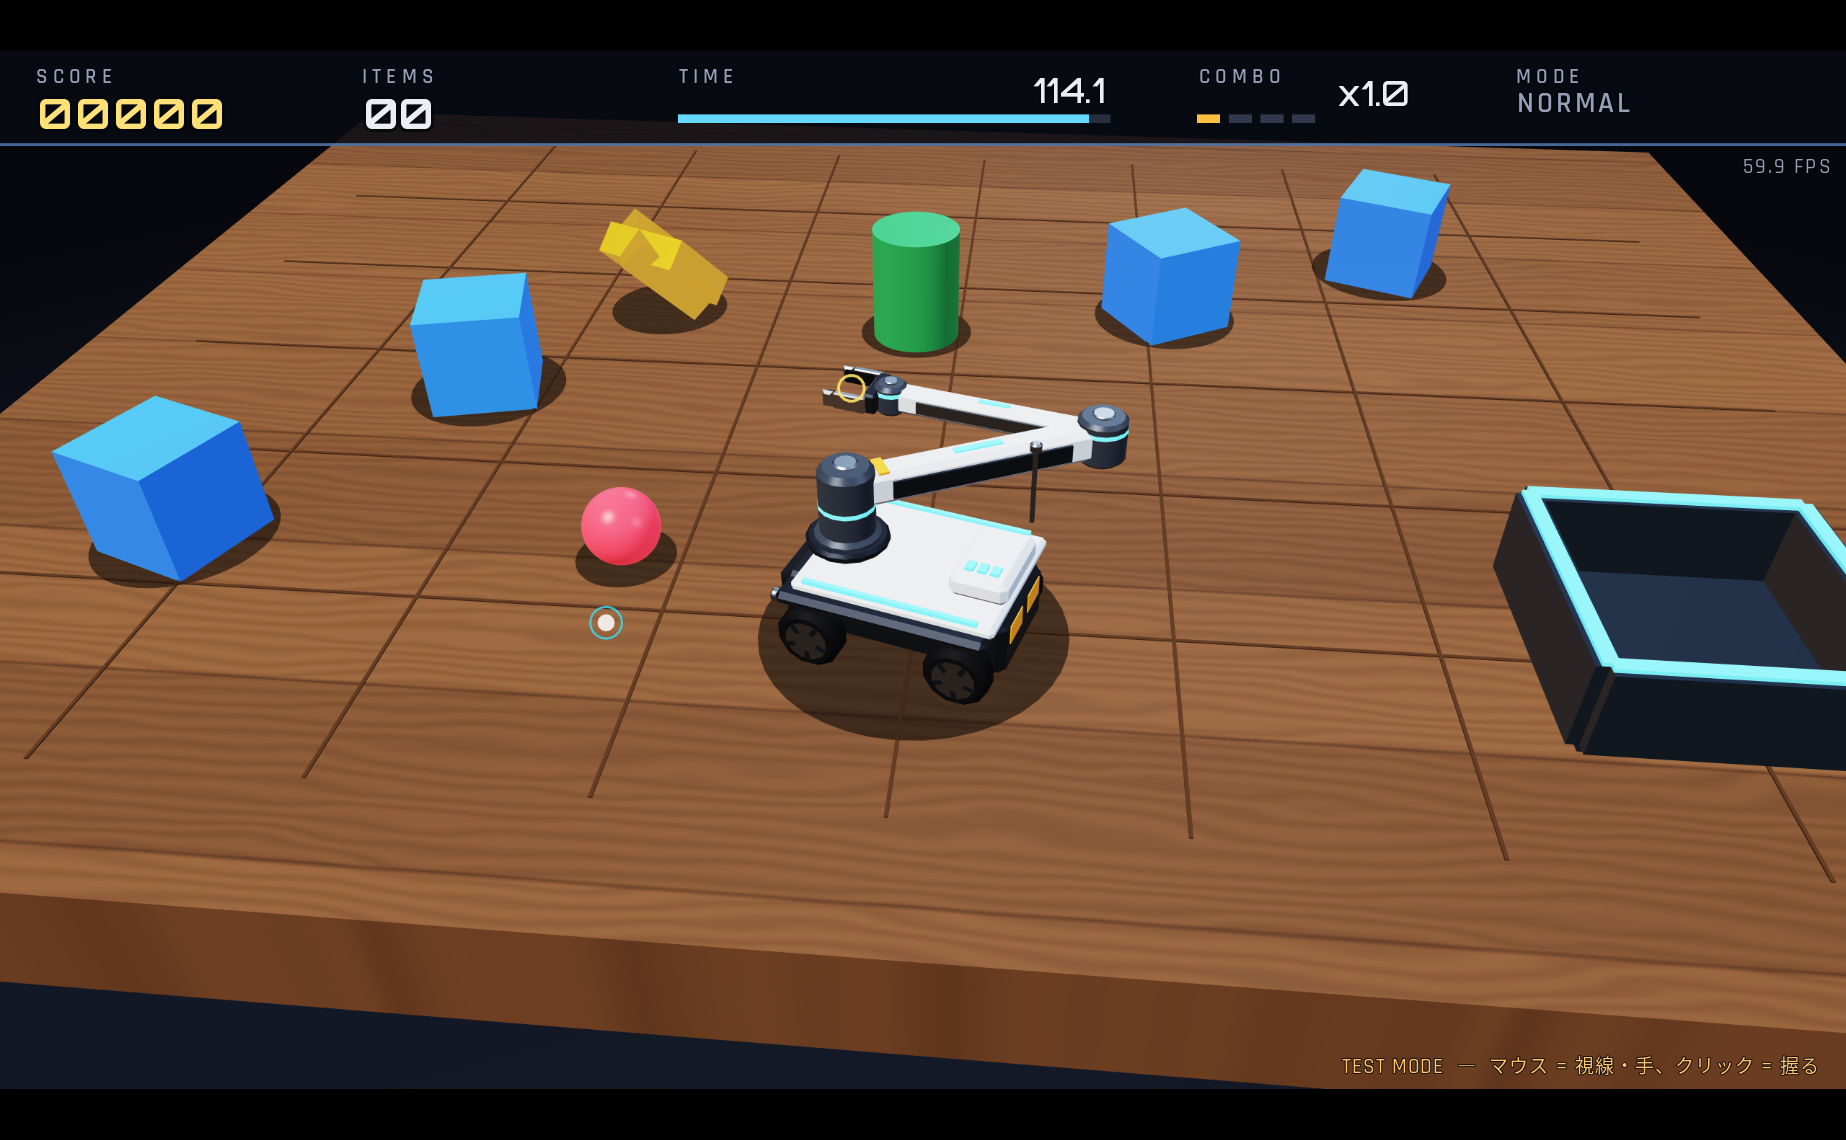 SCORE
00000
ITEMS
00
TIME
114.1
COMBO
x1.0
MODE
NORMAL
59.9 FPS
TEST MODE — マウス = 視線・手、クリック = 握る